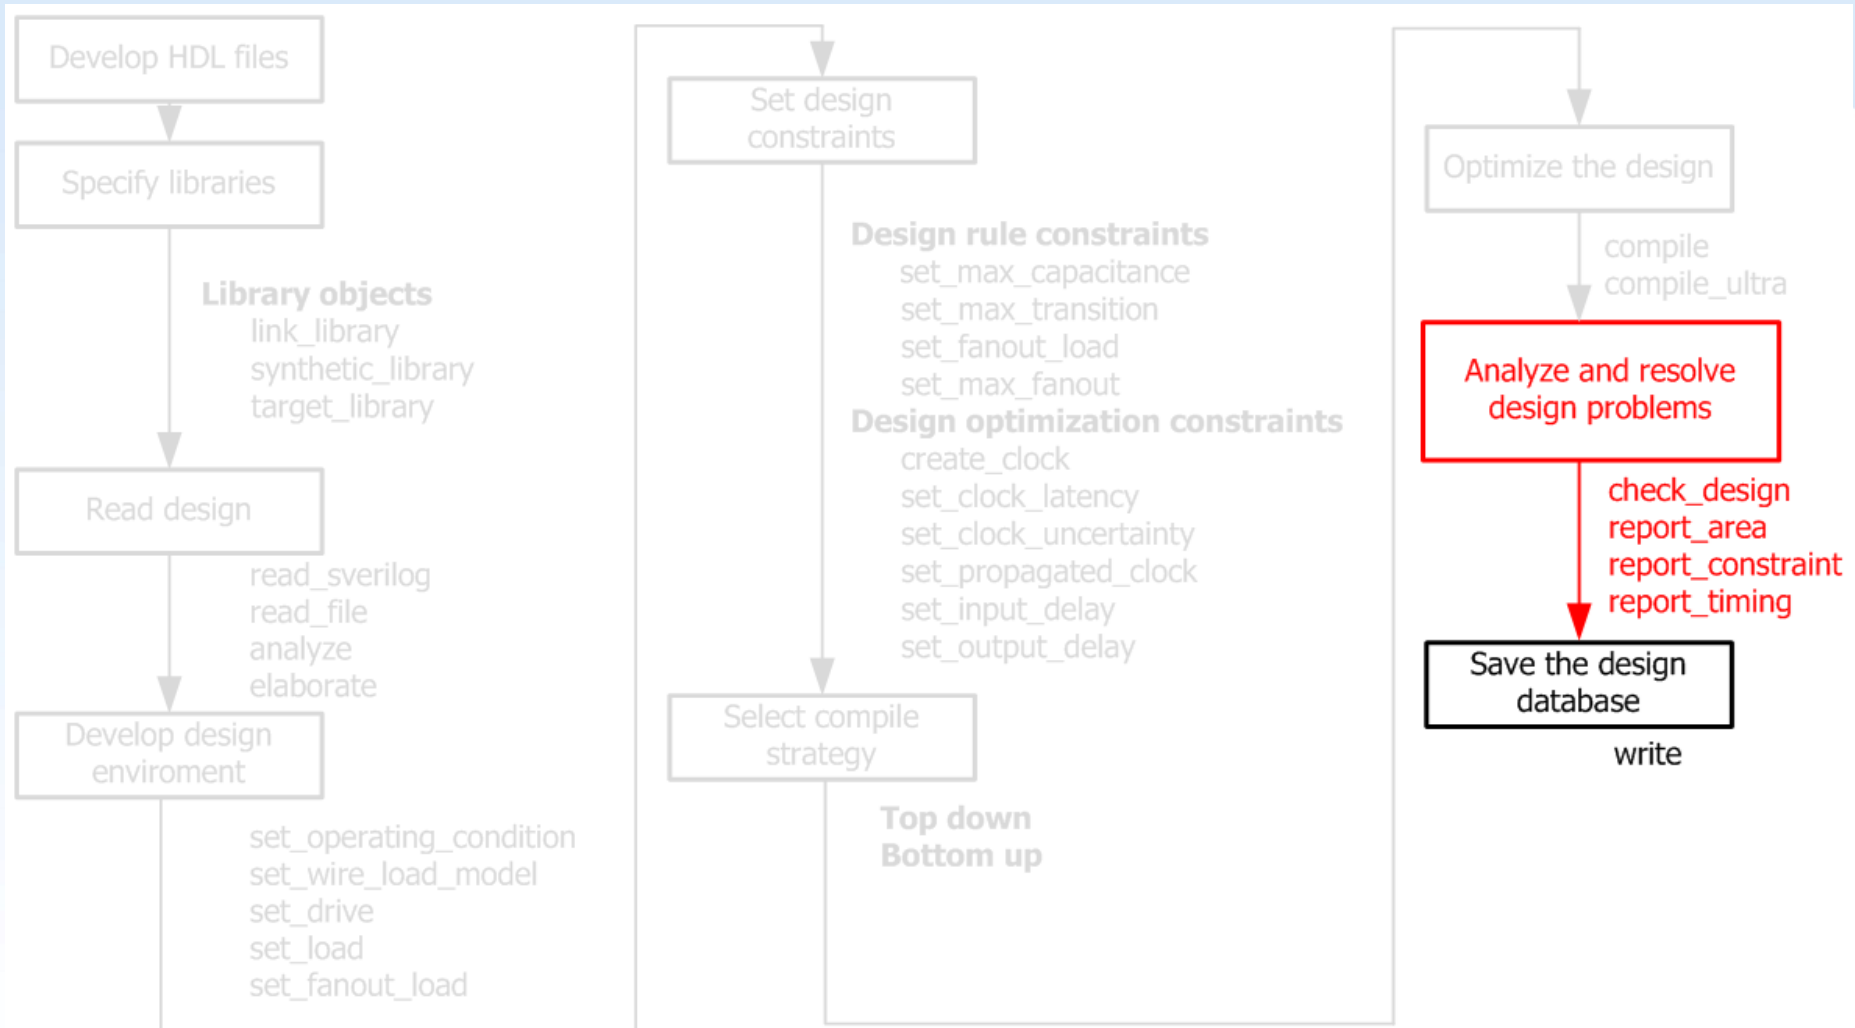 Develop HDL files
Specify libraries
Library objects
link_library
synthetic_library
target_library
Read design
read_sverilog
read_file
analyze
elaborate
Develop design
enviroment
set_operating_condition
set_wire_load_model
set_drive
set_load
set_fanout_load
Set design
constraints
Design rule constraints
set_max_capacitance
set_max_transition
set_fanout_load
set_max_fanout
Design optimization constraints
create_clock
set_clock_latency
set_clock_uncertainty
set_propagated_clock
set_input_delay
set_output_delay
Select compile
strategy
Top down
Bottom up
Optimize the design
compile
compile_ultra
Analyze and resolve
design problems
check_design
report_area
report_constraint
report_timing
Save the design
database
write